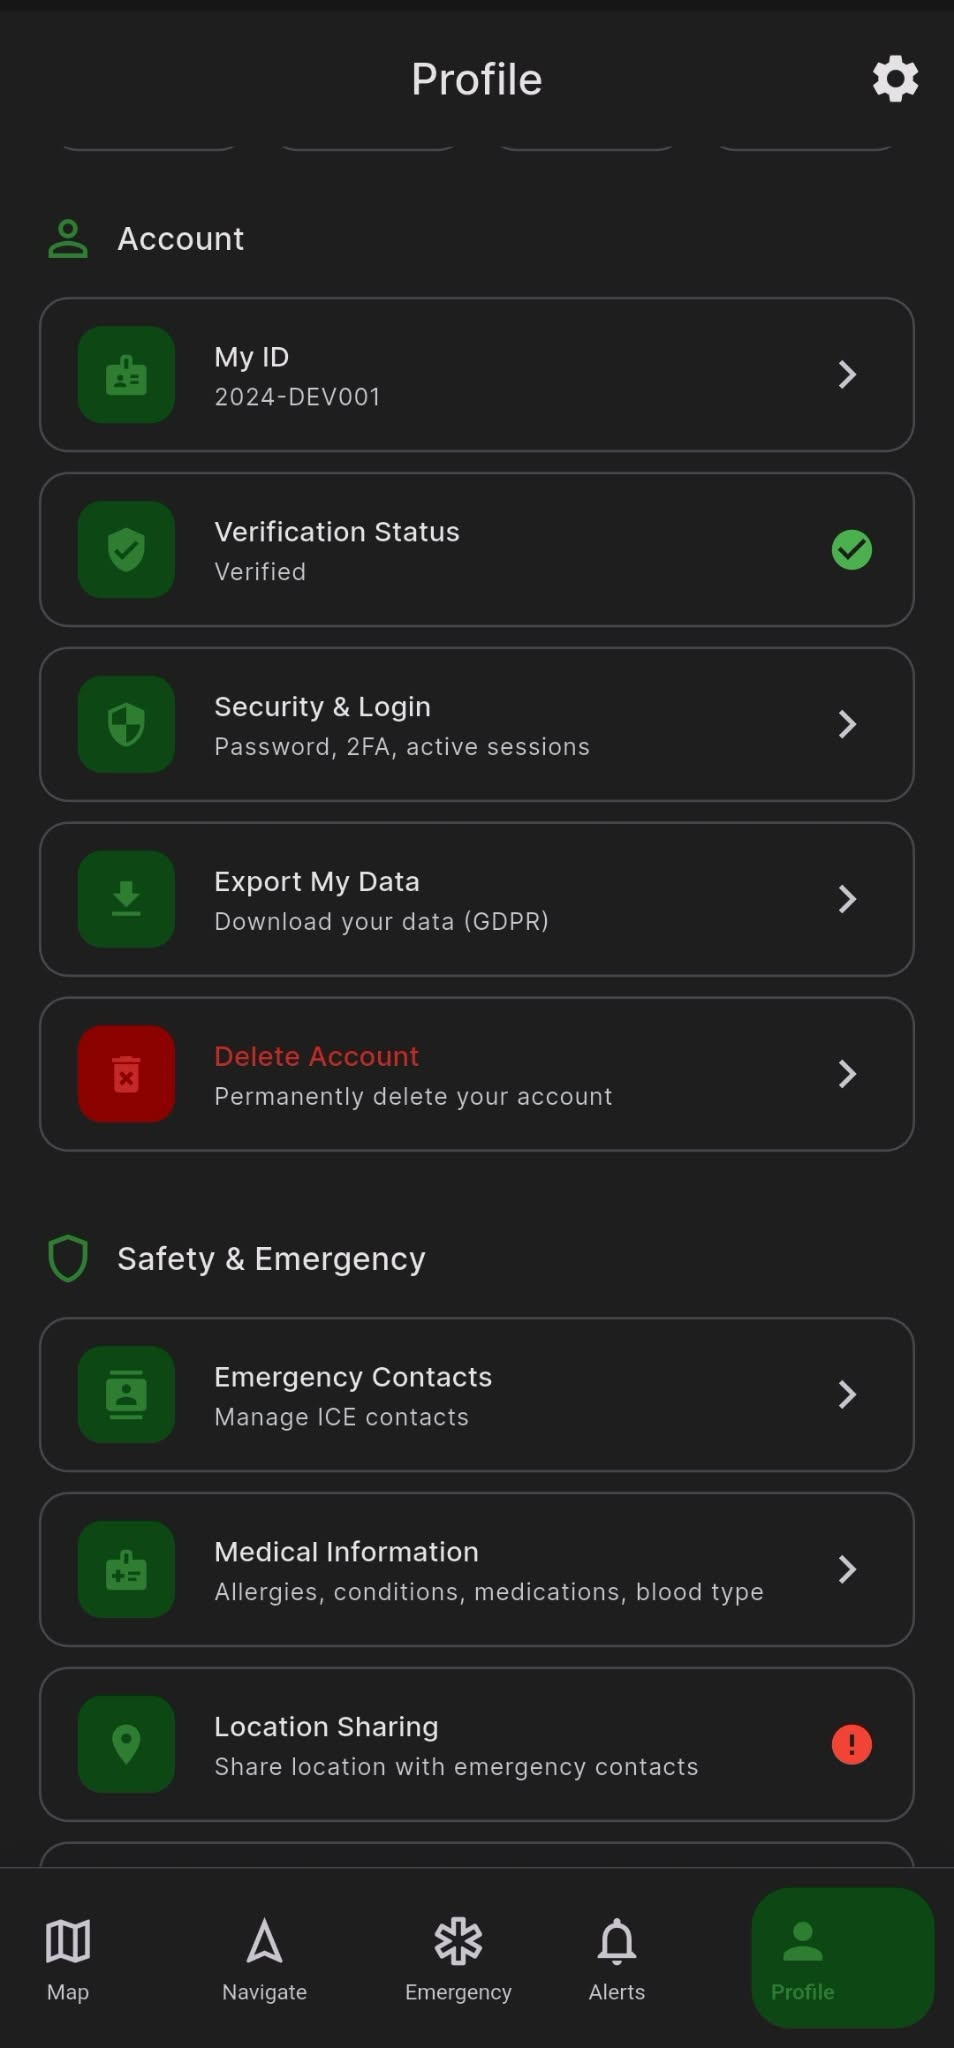 Profile
Account
My ID
2024-DEV001
Verification Status
Verified
Security & Login
Password, 2FA, active sessions
Export My Data
Download your data (GDPR)
Delete Account
Permanently delete your account
Safety & Emergency
Emergency Contacts
Manage ICE contacts
Medical Information
Allergies, conditions, medications, blood type
Location Sharing
Share location with emergency contacts
Map
Navigate
Emergency
Alerts
Profile